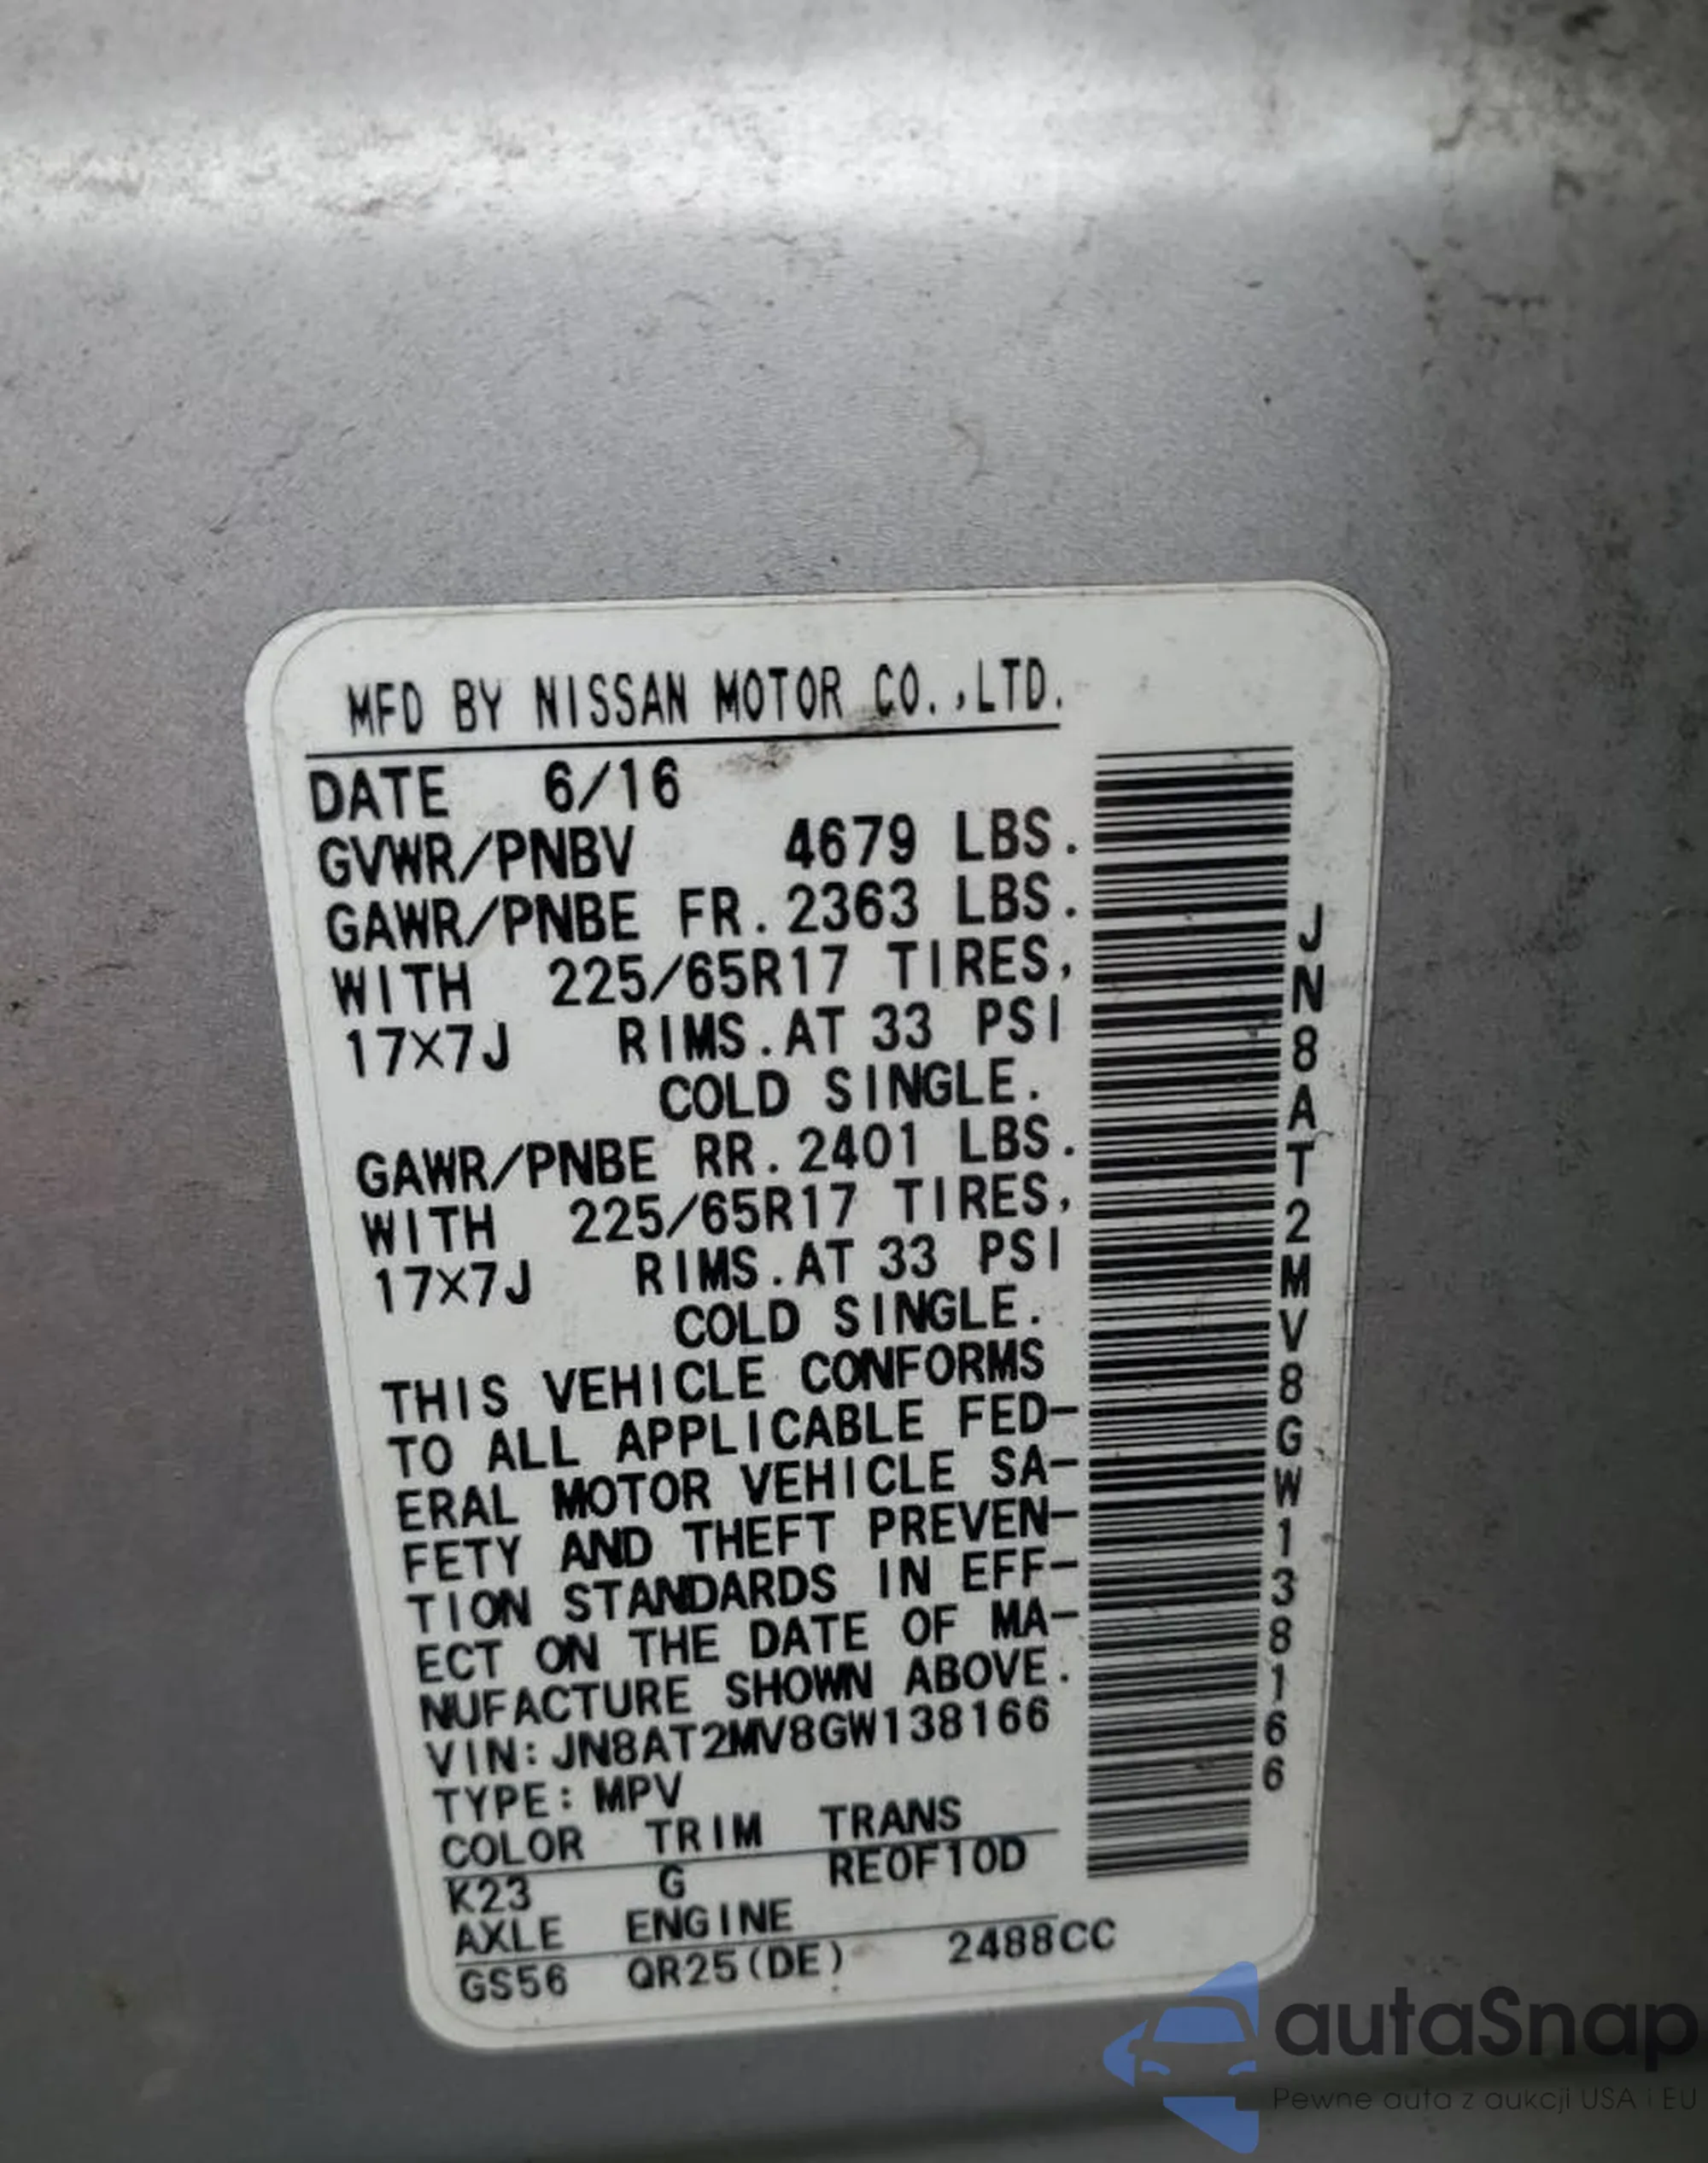 MFD BY NISSAN MOTOR CO.,LTD.
DATE 6/16
GVWR/PNBV 4679 LBS.
GAWR/PNBE FR.2363 LBS.
WITH 225/65R17 TIRES,
17X7J RIMS.AT 33 PSI
COLD SINGLE.
GAWR/PNBE RR.2401 LBS.
WITH 225/65R17 TIRES,
17X7J RIMS.AT 33 PSI
COLD SINGLE.
THIS VEHICLE CONFORMS
TO ALL APPLICABLE FED-
ERAL MOTOR VEHICLE SA-
FETY AND THEFT PREVEN-
TION STANDARDS IN EFF-
ECT ON THE DATE OF MA-
NUFACTURE SHOWN ABOVE.
VIN:JN8AT2MV8GW138166
TYPE:MPV
COLOR TRIM TRANS
K23 G RE0F10D
AXLE ENGINE
GS56 QR25(DE) 2488CC
JN8AT2MV8GW138166
autaSnap
Pewne auta z aukcji USA i EU